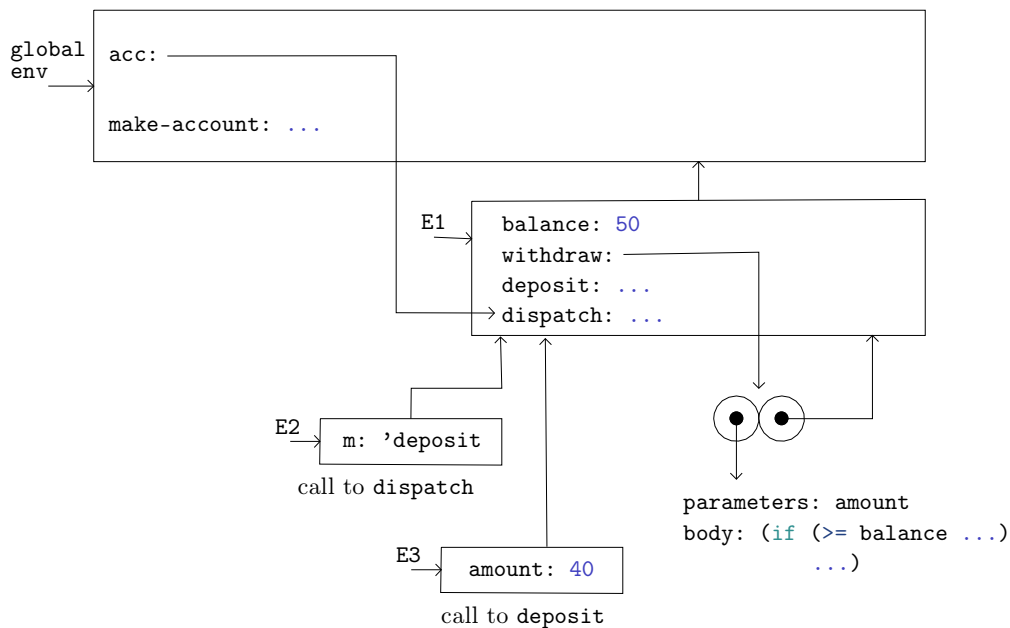 global
env
acc:
make-account: ...
E1
balance: 50
withdraw:
deposit: ...
dispatch: ...
E2
m: ’deposit
call to dispatch
parameters: amount
body: (if (>= balance ...)
...)
E3
amount: 40
call to deposit